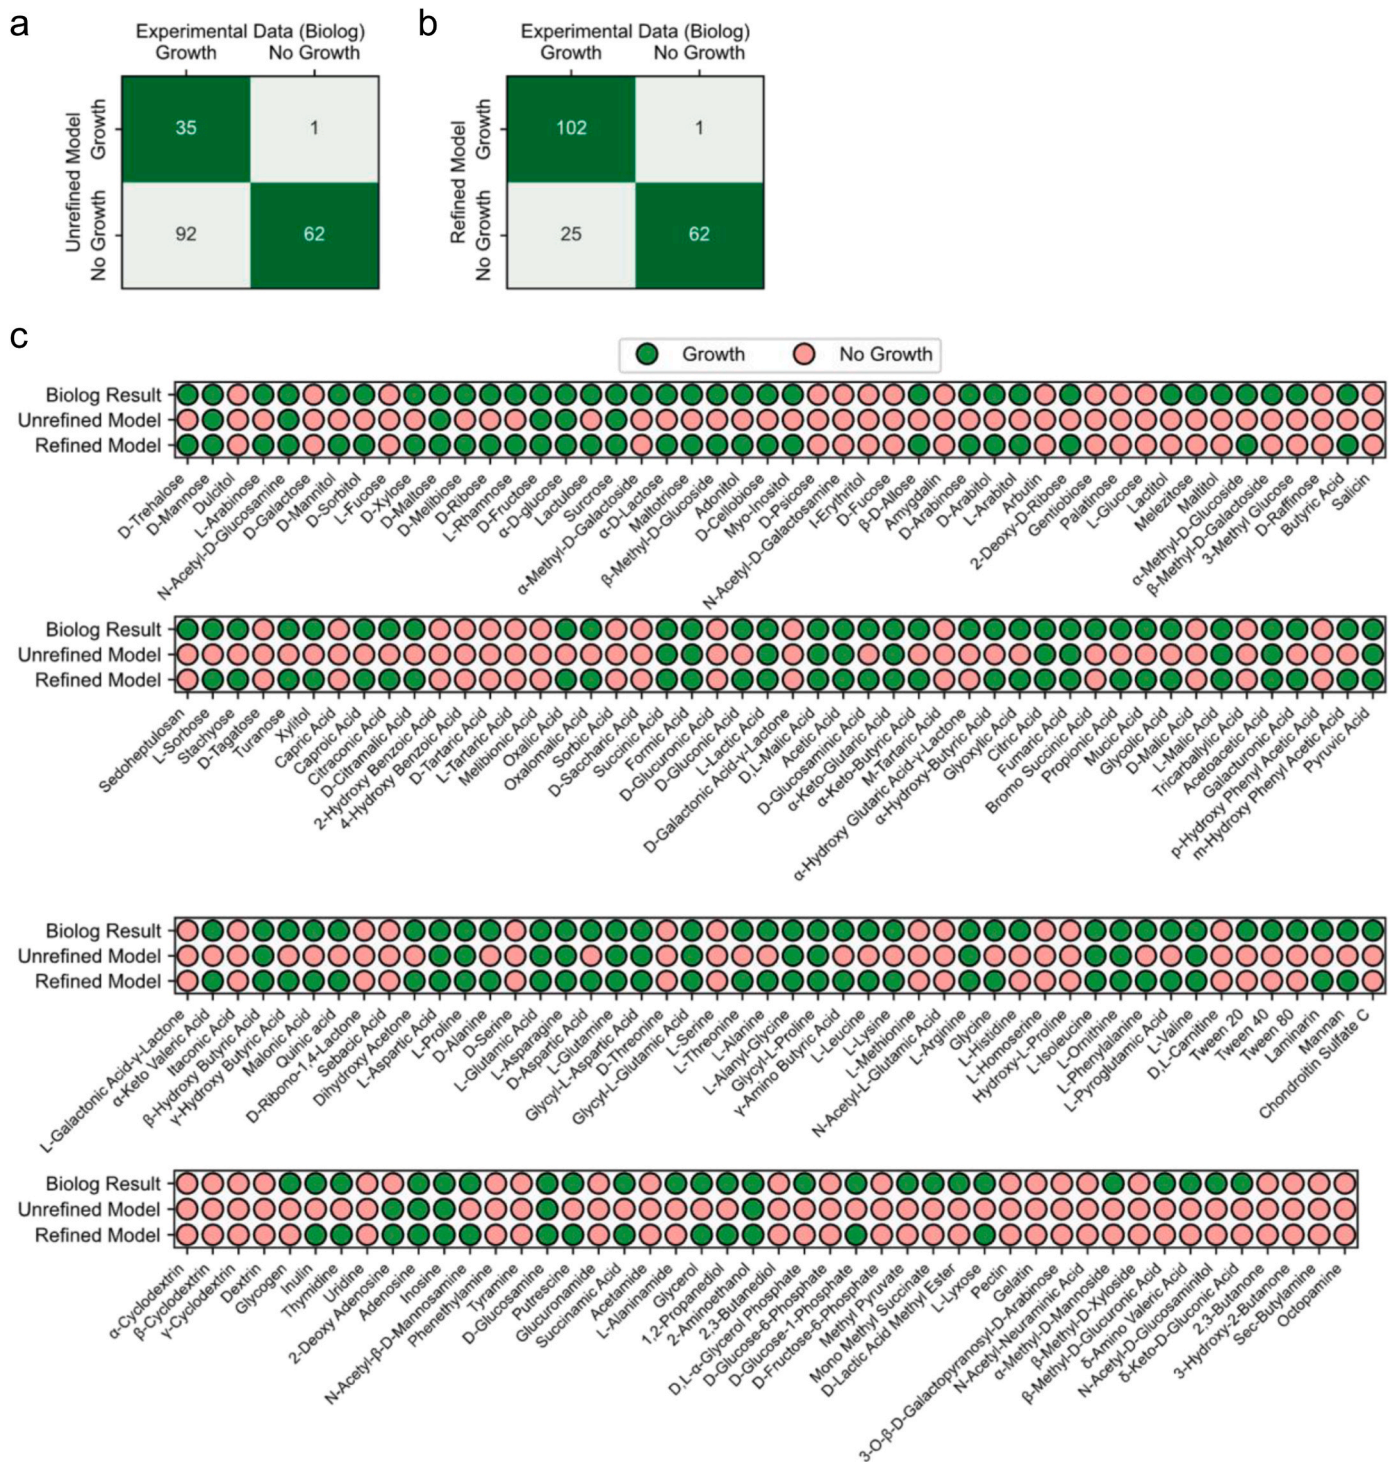 a
Experimental Data (Biolog)
Growth
No Growth
Unrefined Model
Growth
No Growth
35
1
92
62
b
Experimental Data (Biolog)
Growth
No Growth
Refined Model
Growth
No Growth
102
1
25
62
c
Growth
No Growth
Biolog Result
Unrefined Model
Refined Model
D-Trehalose
D-Mannose
Dulcitol
L-Arabinose
N-Acetyl-D-Glucosamine
D-Galactose
D-Mannitol
D-Sorbitol
L-Fucose
D-Xylose
D-Maltose
D-Melibiose
D-Ribose
L-Rhamnose
D-Fructose
α-D-glucose
Lactulose
Surcrose
α-Methyl-D-Galactoside
α-D-Lactose
Maltotriose
β-Methyl-D-Glucoside
Adonitol
D-Cellobiose
Myo-Inositol
D-Psicose
N-Acetyl-D-Galactosamine
I-Erythritol
D-Fucose
β-D-Allose
Amygdalin
D-Arabinose
D-Arabitol
L-Arabitol
Arbutin
2-Deoxy-D-Ribose
Gentiobiose
Palatinose
L-Glucose
Lactitol
Melezitose
Maltitol
α-Methyl-D-Glucoside
β-Methyl-D-Galactoside
3-Methyl Glucose
D-Raffinose
Butyric Acid
Salicin
Biolog Result
Unrefined Model
Refined Model
Sedoheptulosan
L-Sorbose
Stachyose
D-Tagatose
Turanose
Xylitol
Capric Acid
Caproic Acid
Citraconic Acid
D-Citramalic Acid
2-Hydroxy Benzoic Acid
4-Hydroxy Benzoic Acid
D-Tartaric Acid
L-Tartaric Acid
Melibionic Acid
Oxalic Acid
Oxalomalic Acid
Sorbic Acid
D-Saccharic Acid
Succinic Acid
Formic Acid
D-Glucuronic Acid
D-Gluconic Acid
L-Lactic Acid
D-Galactonic Acid-γ-Lactone
D,L-Malic Acid
Acetic Acid
D-Glucosaminic Acid
α-Keto-Glutaric Acid
α-Keto-Butyric Acid
M-Tartaric Acid
α-Hydroxy Glutaric Acid-γ-Lactone
α-Hydroxy-Butyric Acid
Glyoxylic Acid
Citric Acid
Fumaric Acid
Bromo Succinic Acid
Propionic Acid
Mucic Acid
Glycolic Acid
D-Malic Acid
L-Malic Acid
Tricarballylic Acid
Acetoacetic Acid
Galacturonic Acid
p-Hydroxy Phenyl Acetic Acid
m-Hydroxy Phenyl Acetic Acid
Pyruvic Acid
Biolog Result
Unrefined Model
Refined Model
L-Galactonic Acid-γ-Lactone
α-Keto Valeric Acid
Itaconic Acid
β-Hydroxy Butyric Acid
γ-Hydroxy Butyric Acid
Malonic Acid
Quinic acid
D-Ribono-1,4-Lactone
Sebacic Acid
Dihydroxy Acetone
L-Aspartic Acid
L-Proline
D-Alanine
D-Serine
L-Glutamic Acid
L-Asparagine
D-Aspartic Acid
L-Glutamine
Glycyl-L-Aspartic Acid
D-Threonine
Glycyl-L-Glutamic Acid
L-Serine
L-Threonine
L-Alanine
L-Alanyl-Glycine
Glycyl-L-Proline
γ-Amino Butyric Acid
L-Leucine
L-Lysine
L-Methionine
N-Acetyl-L-Glutamic Acid
L-Arginine
Glycine
L-Histidine
L-Homoserine
Hydroxy-L-Proline
L-Isoleucine
L-Ornithine
L-Phenylalanine
L-Pyroglutamic Acid
L-Valine
D,L-Carnitine
Tween 20
Tween 40
Tween 80
Laminarin
Mannan
Chondroitin Sulfate C
Biolog Result
Unrefined Model
Refined Model
α-Cyclodextrin
β-Cyclodextrin
γ-Cyclodextrin
Dextrin
Glycogen
Inulin
Thymidine
Uridine
2-Deoxy Adenosine
Adenosine
Inosine
N-Acetyl-β-D-Mannosamine
Phenethylamine
Tyramine
D-Glucosamine
Putrescine
Glucuronamide
Succinamic Acid
Acetamide
L-Alaninamide
Glycerol
1,2-Propanediol
2-Aminoethanol
2,3-Butanediol
D,L-α-Glycerol Phosphate
D-Glucose-6-Phosphate
D-Glucose-1-Phosphate
D-Fructose-6-Phosphate
Methyl Pyruvate
Mono Methyl Succinate
D-Lactic Acid Methyl Ester
L-Lyxose
Pectin
Gelatin
3-O-β-D-Galactopyranosyl-D-Arabinose
N-Acetyl-Neuraminic Acid
α-Methyl-D-Mannoside
β-Methyl-D-Xyloside
β-Methyl-D-Glucuronic Acid
δ-Amino Valeric Acid
N-Acetyl-D-Glucosaminitol
δ-Keto-D-Gluconic Acid
2,3-Butanone
3-Hydroxy-2-Butanone
Sec-Butylamine
Octopamine